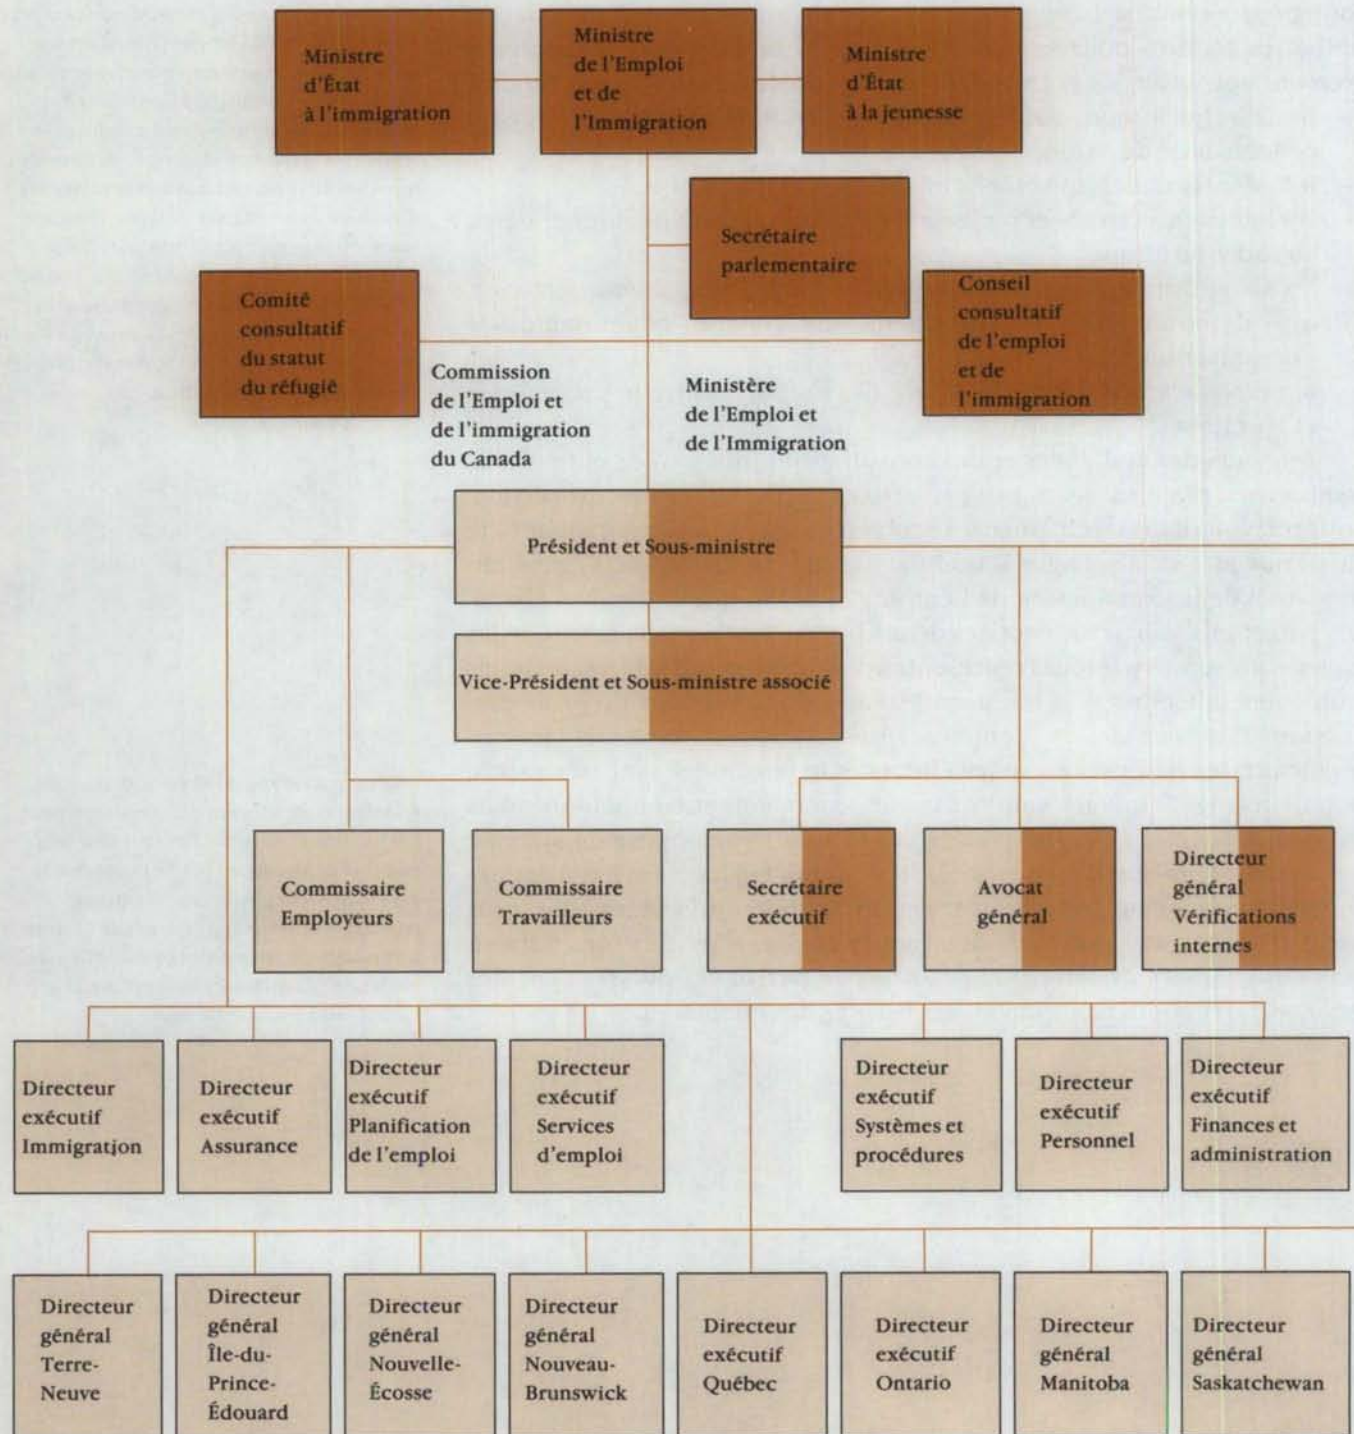 Ministre
d'État
à l'immigration
Ministre
de l'Emploi
et de
l'Immigration
Ministre
d'État
à la jeunesse
Secrétaire
parlementaire
Comité
consultatif
du statut
du réfugié
Conseil
consultatif
de l'emploi
et de
l'immigration
Commission
de l'Emploi et
de l'immigration
du Canada
Ministère
de l'Emploi et
de l'Immigration
Président et Sous-ministre
Vice-Président et Sous-ministre associé
Commissaire
Employeurs
Commissaire
Travailleurs
Secrétaire
exécutif
Avocat
général
Directeur
général
Vérifications
internes
Directeur
exécutif
Immigration
Directeur
exécutif
Assurance
Directeur
exécutif
Planification
de l'emploi
Directeur
exécutif
Services
d'emploi
Directeur
exécutif
Systèmes et
procédures
Directeur
exécutif
Personnel
Directeur
exécutif
Finances et
administration
Directeur
général
Terre-
Neuve
Directeur
général
Île-du-
Prince-
Édouard
Directeur
général
Nouvelle-
Écosse
Directeur
général
Nouveau-
Brunswick
Directeur
exécutif
Québec
Directeur
exécutif
Ontario
Directeur
général
Manitoba
Directeur
général
Saskatchewan